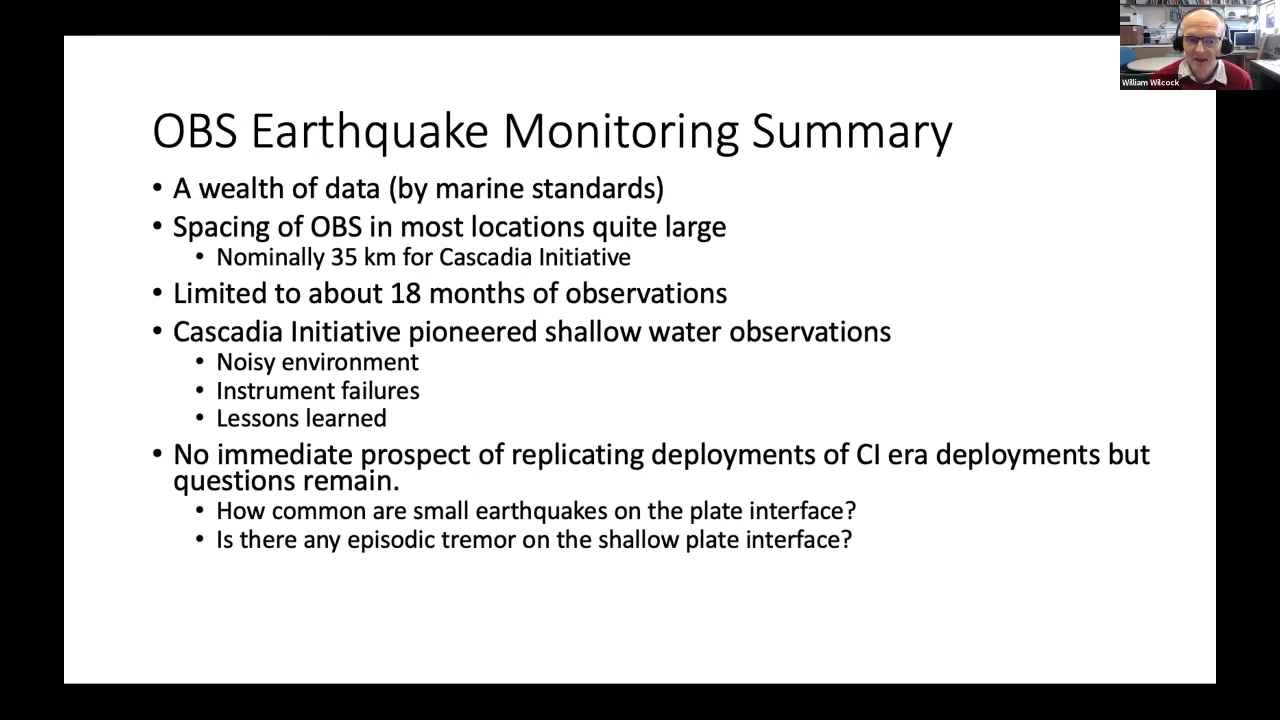 William Wilcock
OBS Earthquake Monitoring Summary
• A wealth of data (by marine standards)
• Spacing of OBS in most locations quite large
• Nominally 35 km for Cascadia Initiative
• Limited to about 18 months of observations
• Cascadia Initiative pioneered shallow water observations
• Noisy environment
• Instrument failures
• Lessons learned
• No immediate prospect of replicating deployments of CI era deployments but
questions remain.
• How common are small earthquakes on the plate interface?
• Is there any episodic tremor on the shallow plate interface?